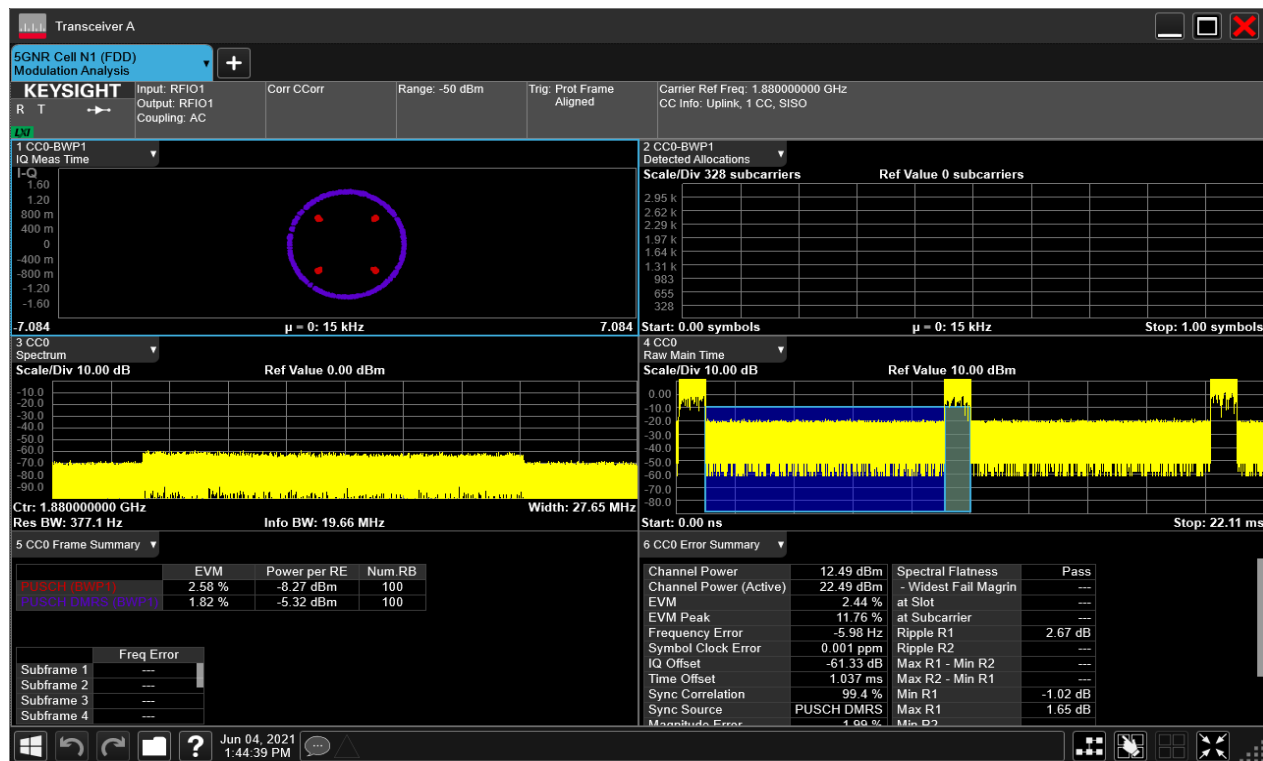 Transceiver A
5GNR Cell N1 (FDD)
Modulation Analysis
KEYSIGHT
R T
LXI
Input: RFIO1
Output: RFIO1
Coupling: AC
Corr CCorr
Range: -50 dBm
Trig: Prot Frame
Aligned
Carrier Ref Freq: 1.880000000 GHz
CC Info: Uplink, 1 CC, SISO
1 CC0-BWP1
IQ Meas Time
I-Q
1.60
1.20
800 m
400 m
0
-400 m
-800 m
-1.20
-1.60
-7.084 µ = 0: 15 kHz 7.084
2 CC0-BWP1
Detected Allocations
Scale/Div 328 subcarriers Ref Value 0 subcarriers
2.95 k
2.62 k
2.29 k
1.97 k
1.64 k
1.31 k
983
655
328
Start: 0.00 symbols µ = 0: 15 kHz Stop: 1.00 symbols
3 CC0
Spectrum
Scale/Div 10.00 dB Ref Value 0.00 dBm
-10.0
-20.0
-30.0
-40.0
-50.0
-60.0
-70.0
-80.0
-90.0
Ctr: 1.880000000 GHz Width: 27.65 MHz
Res BW: 377.1 Hz Info BW: 19.66 MHz
4 CC0
Raw Main Time
Scale/Div 10.00 dB Ref Value 10.00 dBm
0.00
-10.0
-20.0
-30.0
-40.0
-50.0
-60.0
-70.0
-80.0
Start: 0.00 ns Stop: 22.11 ms
5 CC0 Frame Summary
EVM Power per RE Num.RB
PUSCH (BWP1) 2.58 % -8.27 dBm 100
PUSCH DMRS (BWP1) 1.82 % -5.32 dBm 100
Freq Error
Subframe 1 ---
Subframe 2 ---
Subframe 3 ---
Subframe 4 ---
6 CC0 Error Summary
Channel Power 12.49 dBm Spectral Flatness Pass
Channel Power (Active) 22.49 dBm - Widest Fail Magrin ---
EVM 2.44 % at Slot ---
EVM Peak 11.76 % at Subcarrier ---
Frequency Error -5.98 Hz Ripple R1 2.67 dB
Symbol Clock Error 0.001 ppm Ripple R2 ---
IQ Offset -61.33 dB Max R1 - Min R2 ---
Time Offset 1.037 ms Max R2 - Min R1 ---
Sync Correlation 99.4 % Min R1 -1.02 dB
Sync Source PUSCH DMRS Max R1 1.65 dB
Magnitude Error 1.99 % Min R2
? Jun 04, 2021
1:44:39 PM